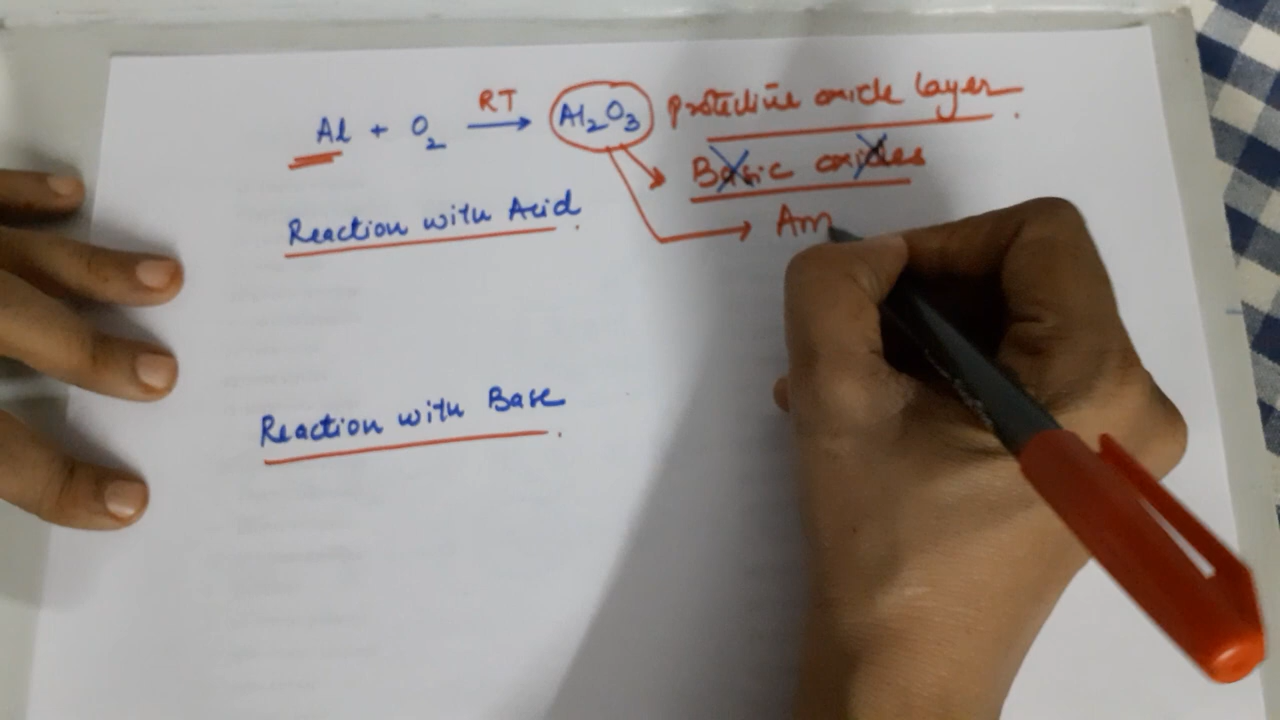 RT
Al + O2 → Al2O3 protective oxide layer.
Basic oxides
Reaction with Acid.
Am
Reaction with Base.